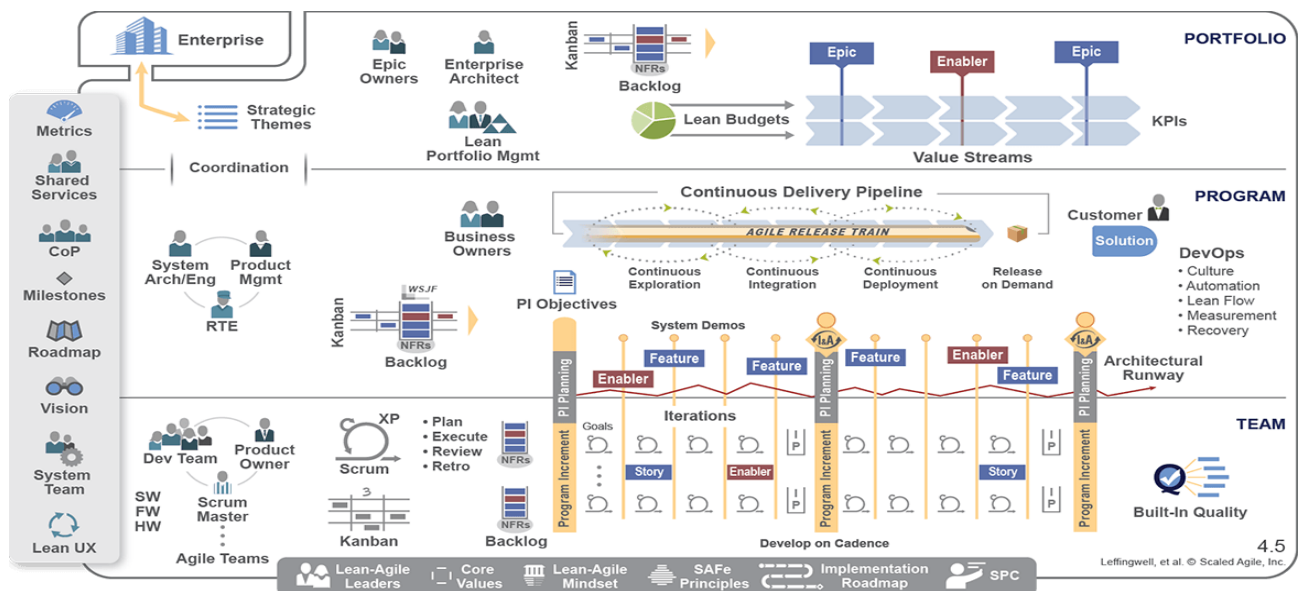 Enterprise
Epic
Owners
Enterprise
Architect
Kanban
NFRs
Backlog
Epic
Enabler
Epic
PORTFOLIO
Strategic
Themes
Lean
Portfolio Mgmt
Lean Budgets
KPIs
Value Streams
Coordination
Metrics
Shared
Services
CoP
Milestones
Roadmap
Vision
System
Team
Lean UX
Continuous Delivery Pipeline
PROGRAM
Business
Owners
AGILE RELEASE TRAIN
Customer
Solution
System
Arch/Eng
Product
Mgmt
RTE
Continuous
Exploration
Continuous
Integration
Continuous
Deployment
Release
on Demand
DevOps
• Culture
• Automation
• Lean Flow
• Measurement
• Recovery
PI Objectives
Kanban
WSJF
NFRs
Backlog
System Demos
Enabler
Feature
Feature
Feature
Enabler
Feature
I&A
I&A
PI Planning
PI Planning
PI Planning
Architectural
Runway
TEAM
Dev Team
Product
Owner
Scrum
Master
SW
FW
HW
Agile Teams
XP
Scrum
• Plan
• Execute
• Review
• Retro
NFRs
3
Kanban
NFRs
Backlog
Program Increment
Goals
Iterations
Story
Enabler
I
P
I
P
Program Increment
Story
I
P
I
P
Program Increment
Develop on Cadence
Built-In Quality
4.5
Leffingwell, et al. © Scaled Agile, Inc.
Lean-Agile
Leaders
Core
Values
Lean-Agile
Mindset
SAFe
Principles
Implementation
Roadmap
SPC